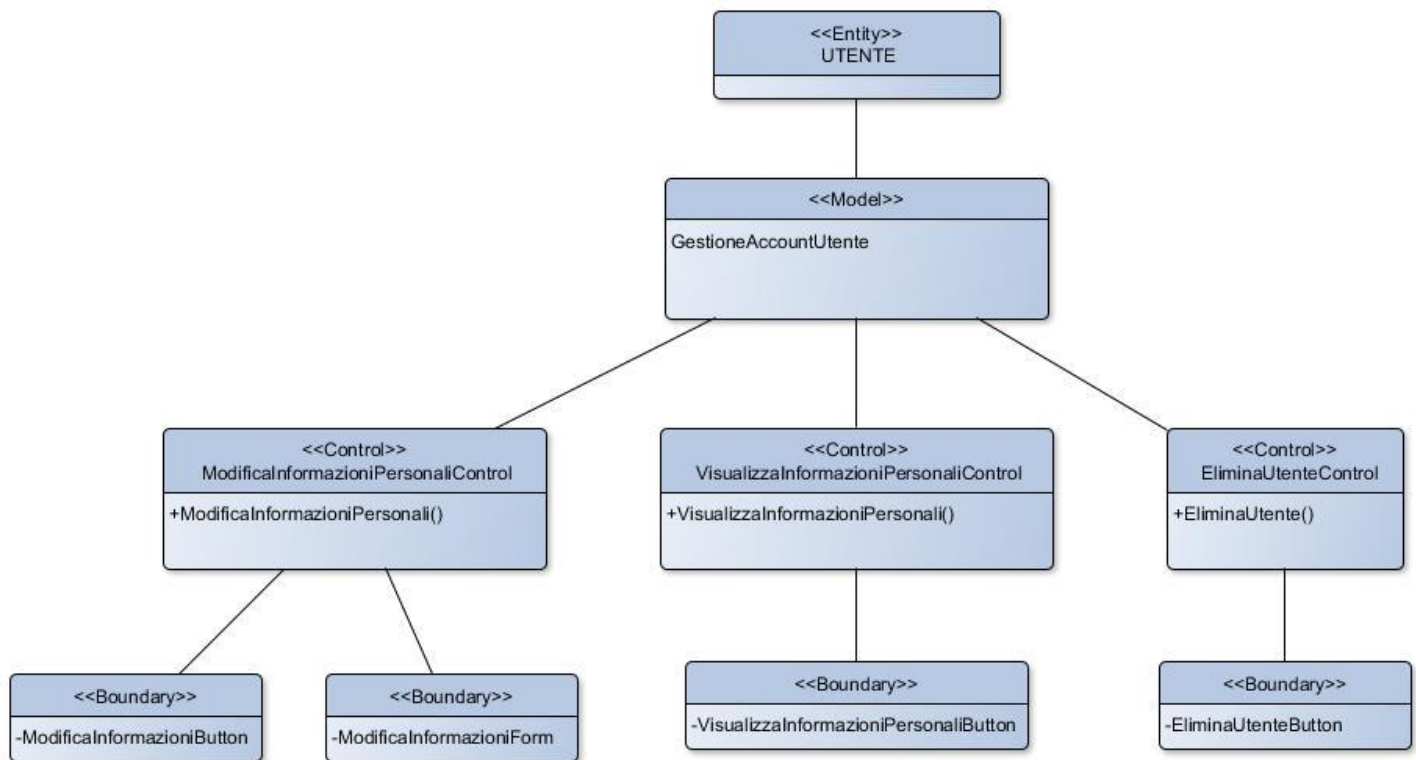 <<Entity>>
UTENTE
<<Model>>
GestioneAccountUtente
<<Control>>
ModificaInformazioniPersonaliControl
+ModificaInformazioniPersonali()
<<Control>>
VisualizzaInformazioniPersonaliControl
+VisualizzaInformazioniPersonali()
<<Control>>
EliminaUtenteControl
+EliminaUtente()
<<Boundary>>
-ModificaInformazioniButton
<<Boundary>>
-ModificaInformazioniForm
<<Boundary>>
-VisualizzaInformazioniPersonaliButton
<<Boundary>>
-EliminaUtenteButton